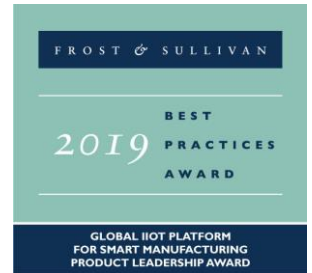 FROST & SULLIVAN
BEST
2019 PRACTICES
AWARD
GLOBAL IIOT PLATFORM
FOR SMART MANUFACTURING
PRODUCT LEADERSHIP AWARD